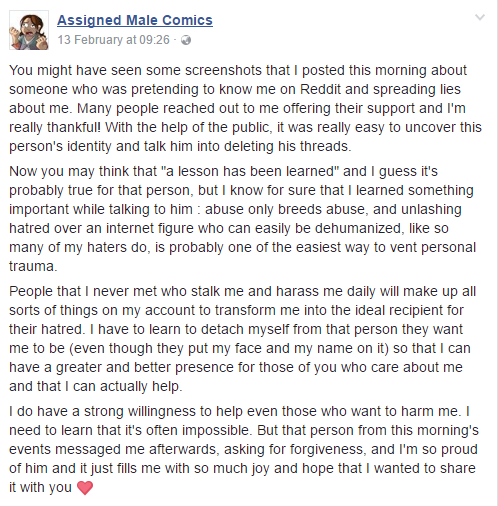 Assigned Male Comics
13 February at 09:26 ·
You might have seen some screenshots that I posted this morning about
someone who was pretending to know me on Reddit and spreading lies
about me. Many people reached out to me offering their support and I'm
really thankful! With the help of the public, it was really easy to uncover this
person's identity and talk him into deleting his threads.
Now you may think that "a lesson has been learned" and I guess it's
probably true for that person, but I know for sure that I learned something
important while talking to him : abuse only breeds abuse, and unlashing
hatred over an internet figure who can easily be dehumanized, like so
many of my haters do, is probably one of the easiest way to vent personal
trauma.
People that I never met who stalk me and harass me daily will make up all
sorts of things on my account to transform me into the ideal recipient for
their hatred. I have to learn to detach myself from that person they want
me to be (even though they put my face and my name on it) so that I can
have a greater and better presence for those of you who care about me
and that I can actually help.
I do have a strong willingness to help even those who want to harm me. I
need to learn that it's often impossible. But that person from this morning's
events messaged me afterwards, asking for forgiveness, and I'm so proud
of him and it just fills me with so much joy and hope that I wanted to share
it with you ❤